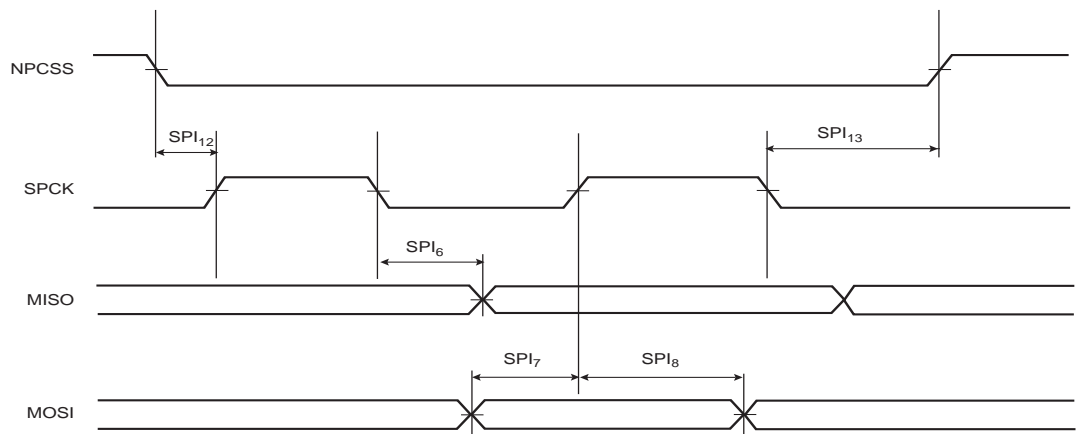 NPCSS
SPI₁₂
SPI₁₃
SPCK
SPI₆
MISO
SPI₇
SPI₈
MOSI